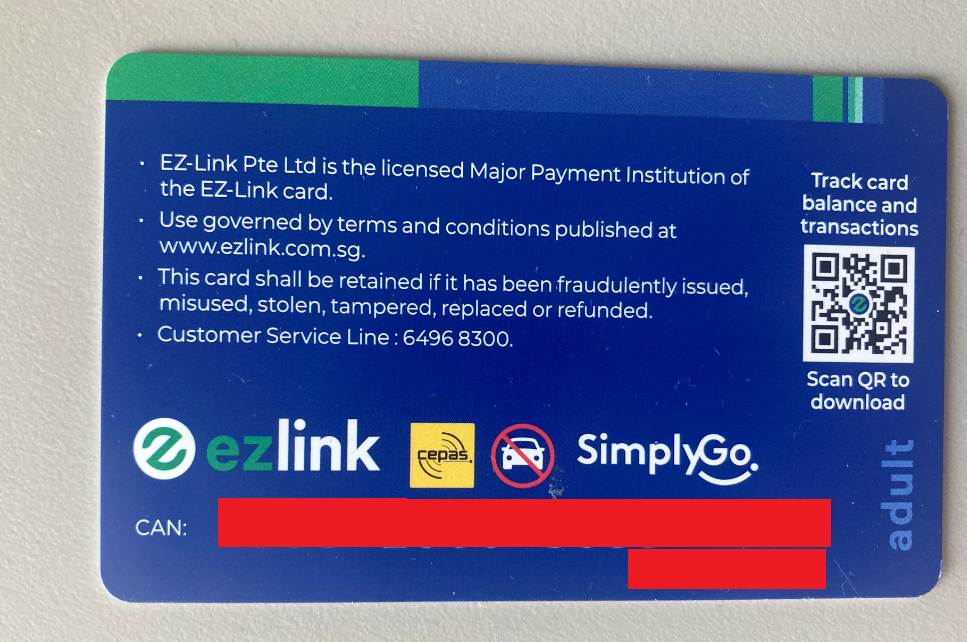 · EZ-Link Pte Ltd is the licensed Major Payment Institution of
the EZ-Link card.
· Use governed by terms and conditions published at
www.ezlink.com.sg.
· This card shall be retained if it has been fraudulently issued,
misused, stolen, tampered, replaced or refunded.
· Customer Service Line : 6496 8300.
Track card
balance and
transactions
Scan QR to
download
ezlink
cepas
SimplyGo.
adult
CAN: